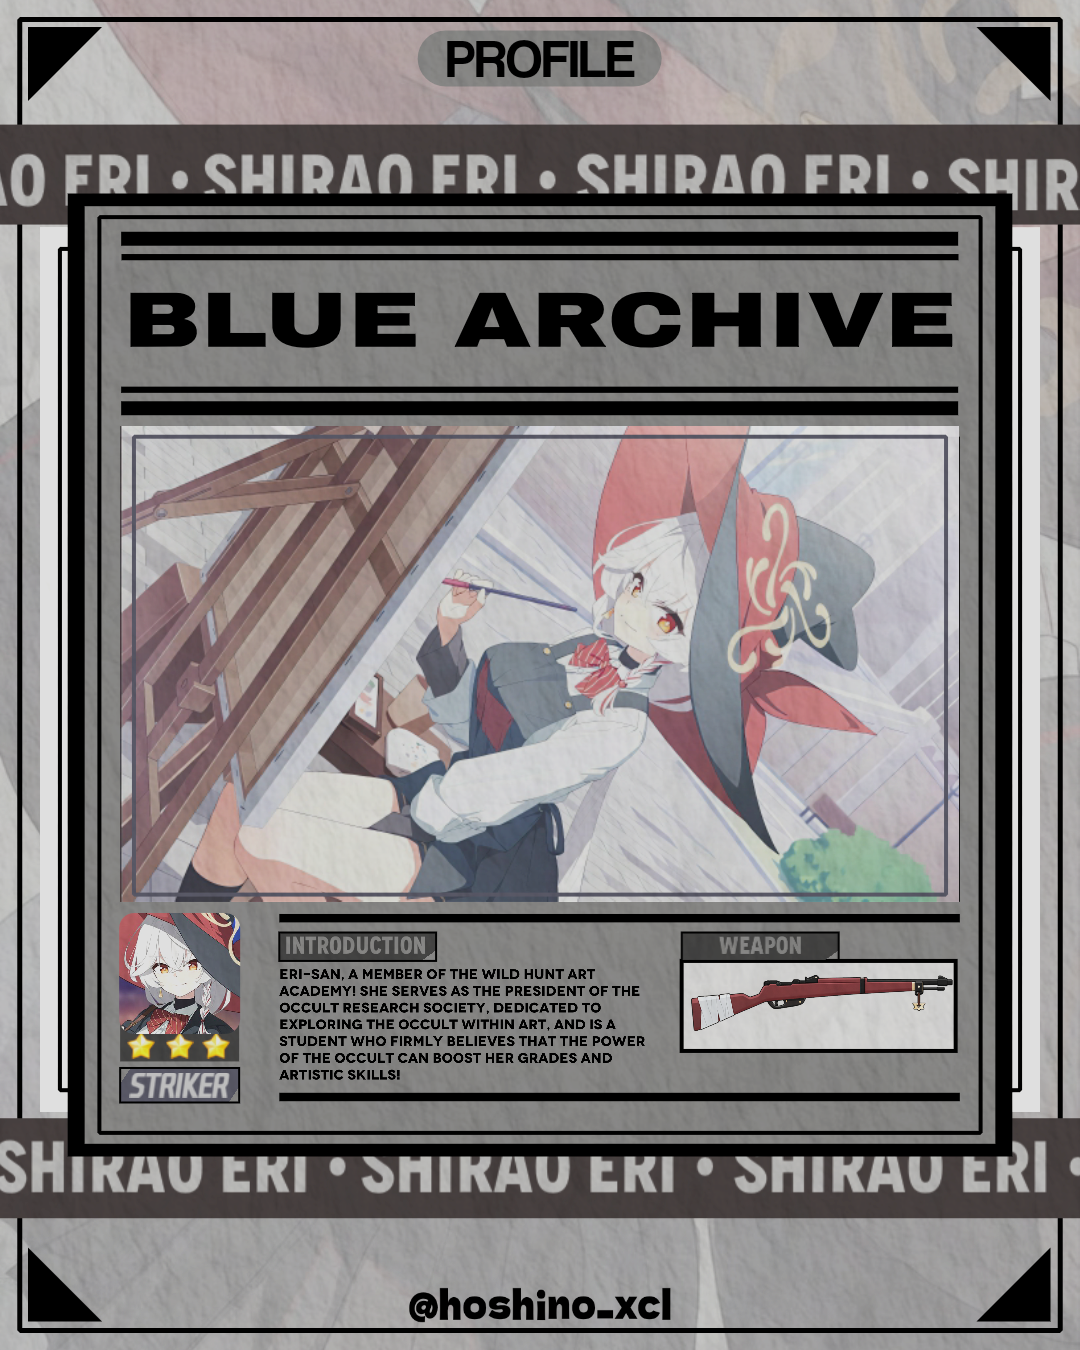 PROFILE
AO ERI • SHIRAO ERI • SHIRAO ERI • SHIR
BLUE ARCHIVE
INTRODUCTION
ERI-SAN, A MEMBER OF THE WILD HUNT ART
ACADEMY! SHE SERVES AS THE PRESIDENT OF THE
OCCULT RESEARCH SOCIETY, DEDICATED TO
EXPLORING THE OCCULT WITHIN ART, AND IS A
STUDENT WHO FIRMLY BELIEVES THAT THE POWER
OF THE OCCULT CAN BOOST HER GRADES AND
ARTISTIC SKILLS!
WEAPON
STRIKER
SHIRAO ERI • SHIRAO ERI • SHIRAO ERI •
@hoshino_xcl